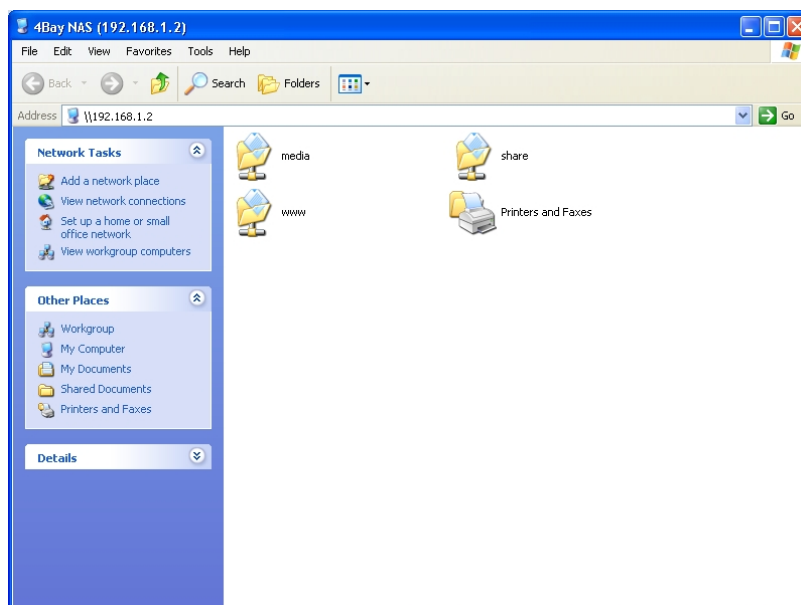 4Bay NAS (192.168.1.2)
File Edit View Favorites Tools Help
Back Search Folders
Address \\192.168.1.2 Go
Network Tasks
Add a network place
View network connections
Set up a home or small
office network
View workgroup computers
Other Places
Workgroup
My Computer
My Documents
Shared Documents
Printers and Faxes
Details
media share
www Printers and Faxes